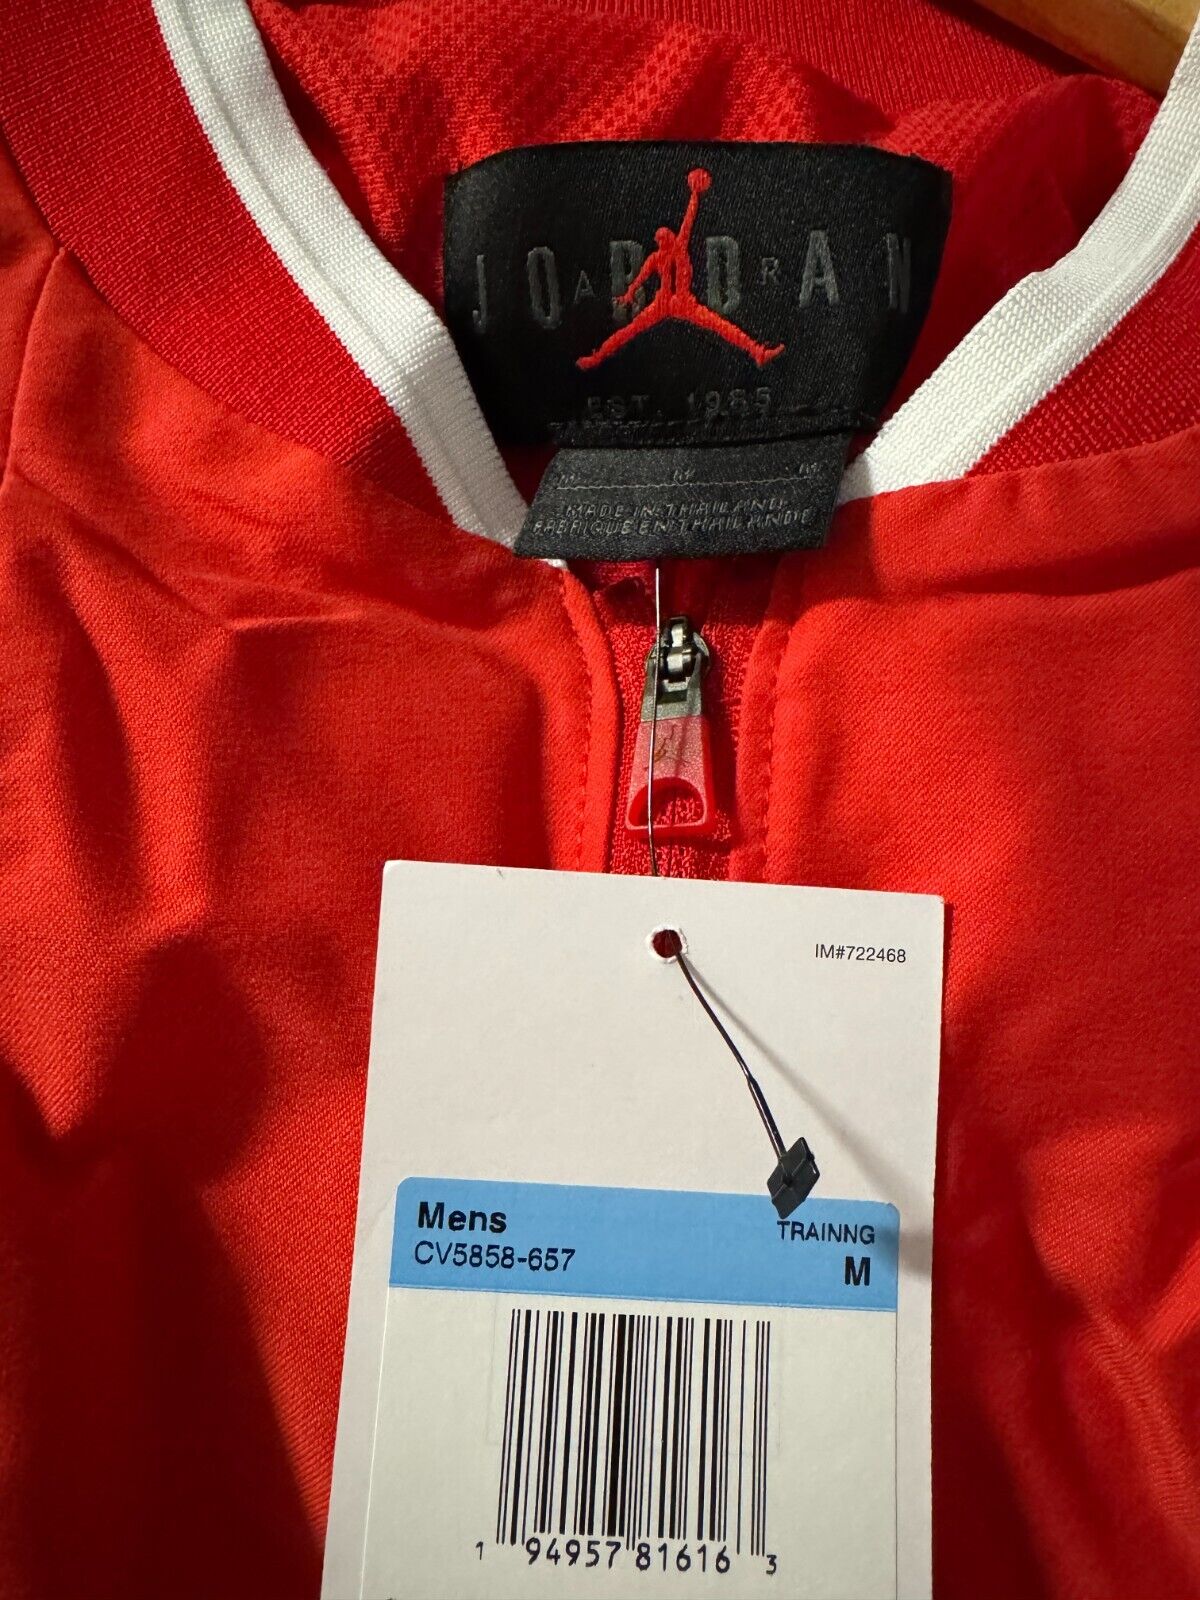 JORDAN
AIR
EST. 1985
M M M
MADE IN THAILAND
FABRIQUE EN THAILANDE
IM#722468
Mens
TRAINNG
CV5858-657
M
1 94957 81616 3